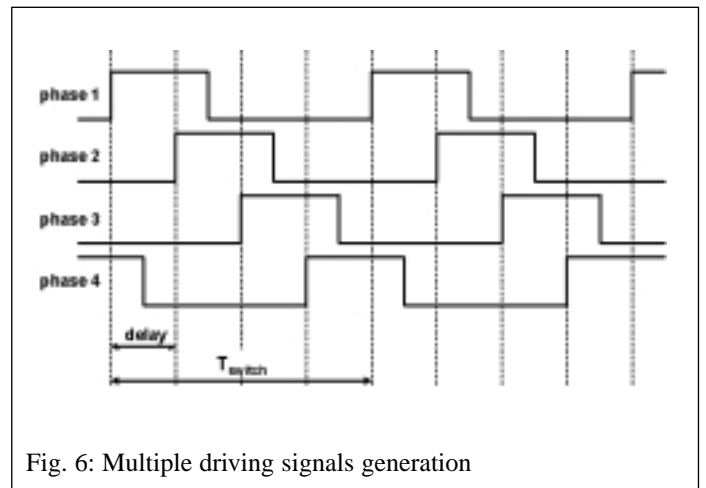 phase 1
phase 2
phase 3
phase 4
delay
Tswitch
Fig. 6: Multiple driving signals generation